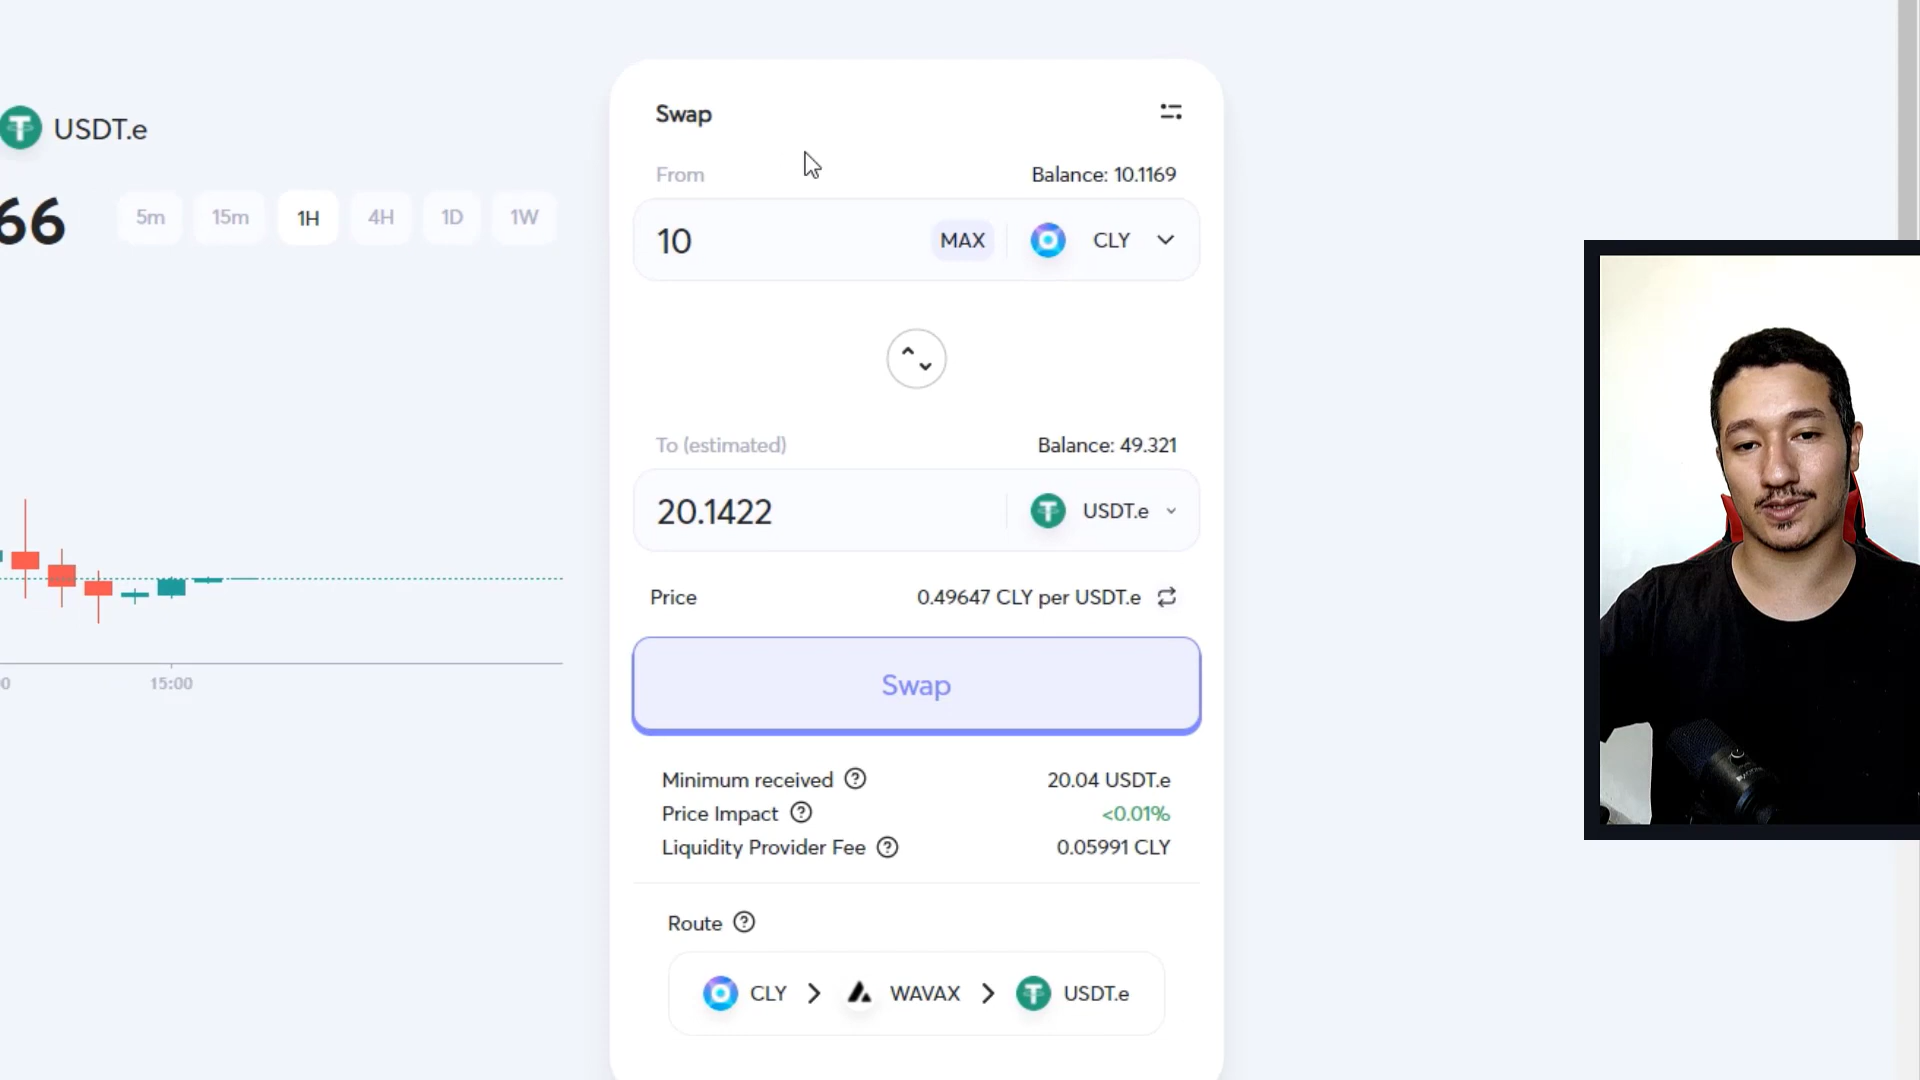 USDT.e
66
5m 15m 1H 4H 1D 1W
15:00
Swap
From Balance: 10.1169
10 MAX CLY
To (estimated) Balance: 49.321
20.1422 USDT.e
Price 0.49647 CLY per USDT.e
Swap
Minimum received ? 20.04 USDT.e
Price Impact ? <0.01%
Liquidity Provider Fee ? 0.05991 CLY
Route ?
CLY > WAVAX > USDT.e